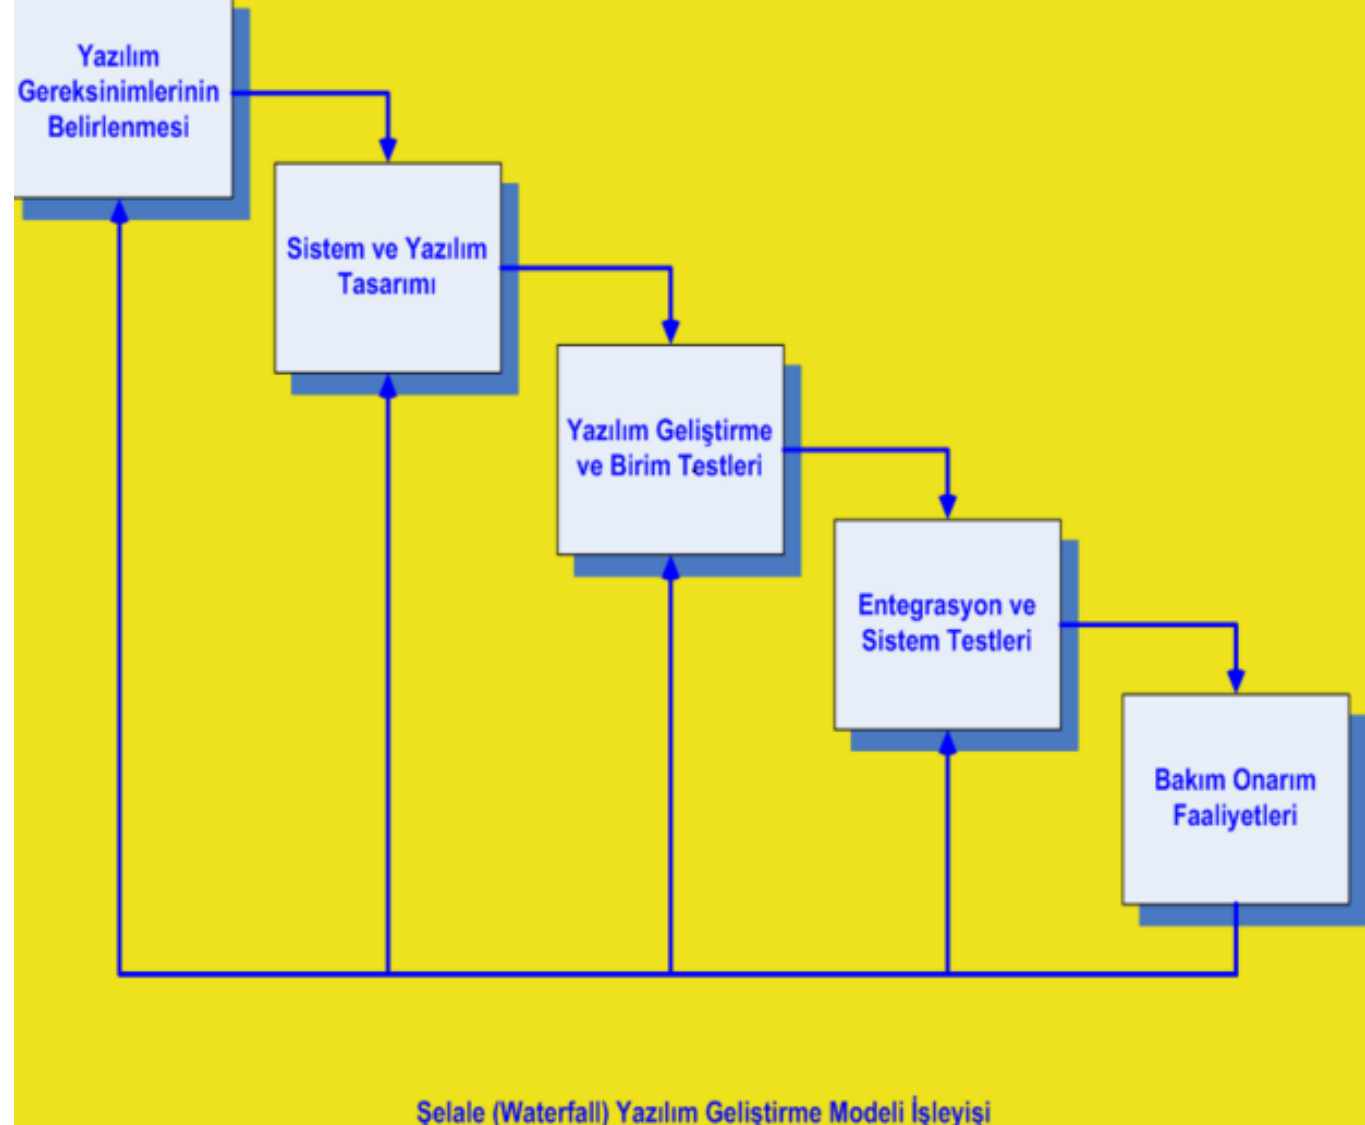 Yazılım
Gereksinimlerinin
Belirlenmesi
Sistem ve Yazılım
Tasarımı
Yazılım Geliştirme
ve Birim Testleri
Entegrasyon ve
Sistem Testleri
Bakım Onarım
Faaliyetleri
Şelale (Waterfall) Yazılım Geliştirme Modeli İşleyişi